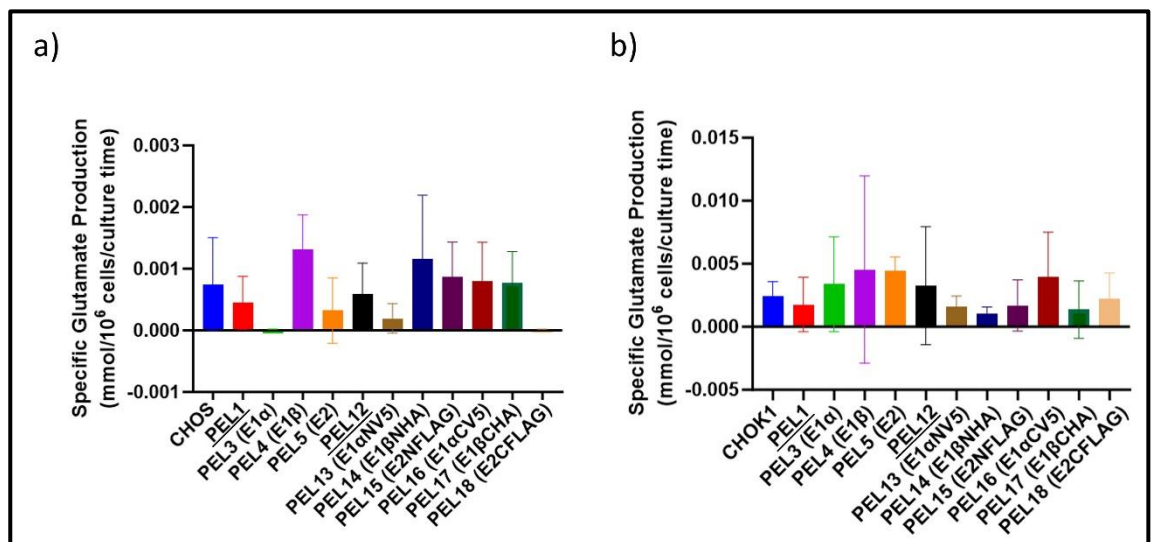 a)
Specific Glutamate Production
(mmol/10⁶ cells/culture time)
0.003
0.002
0.001
0.000
-0.001
CHOS
PEL1
PEL3 (E1α)
PEL4 (E1β)
PEL5 (E2)
PEL12
PEL13 (E1αNV5)
PEL14 (E1βNHA)
PEL15 (E2NFLAG)
PEL16 (E1αCV5)
PEL17 (E1βCHA)
PEL18 (E2CFLAG)
b)
Specific Glutamate Production
(mmol/10⁶ cells/culture time)
0.015
0.010
0.005
0.000
-0.005
CHOK1
PEL1
PEL3 (E1α)
PEL4 (E1β)
PEL5 (E2)
PEL12
PEL13 (E1αNV5)
PEL14 (E1βNHA)
PEL15 (E2NFLAG)
PEL16 (E1αCV5)
PEL17 (E1βCHA)
PEL18 (E2CFLAG)